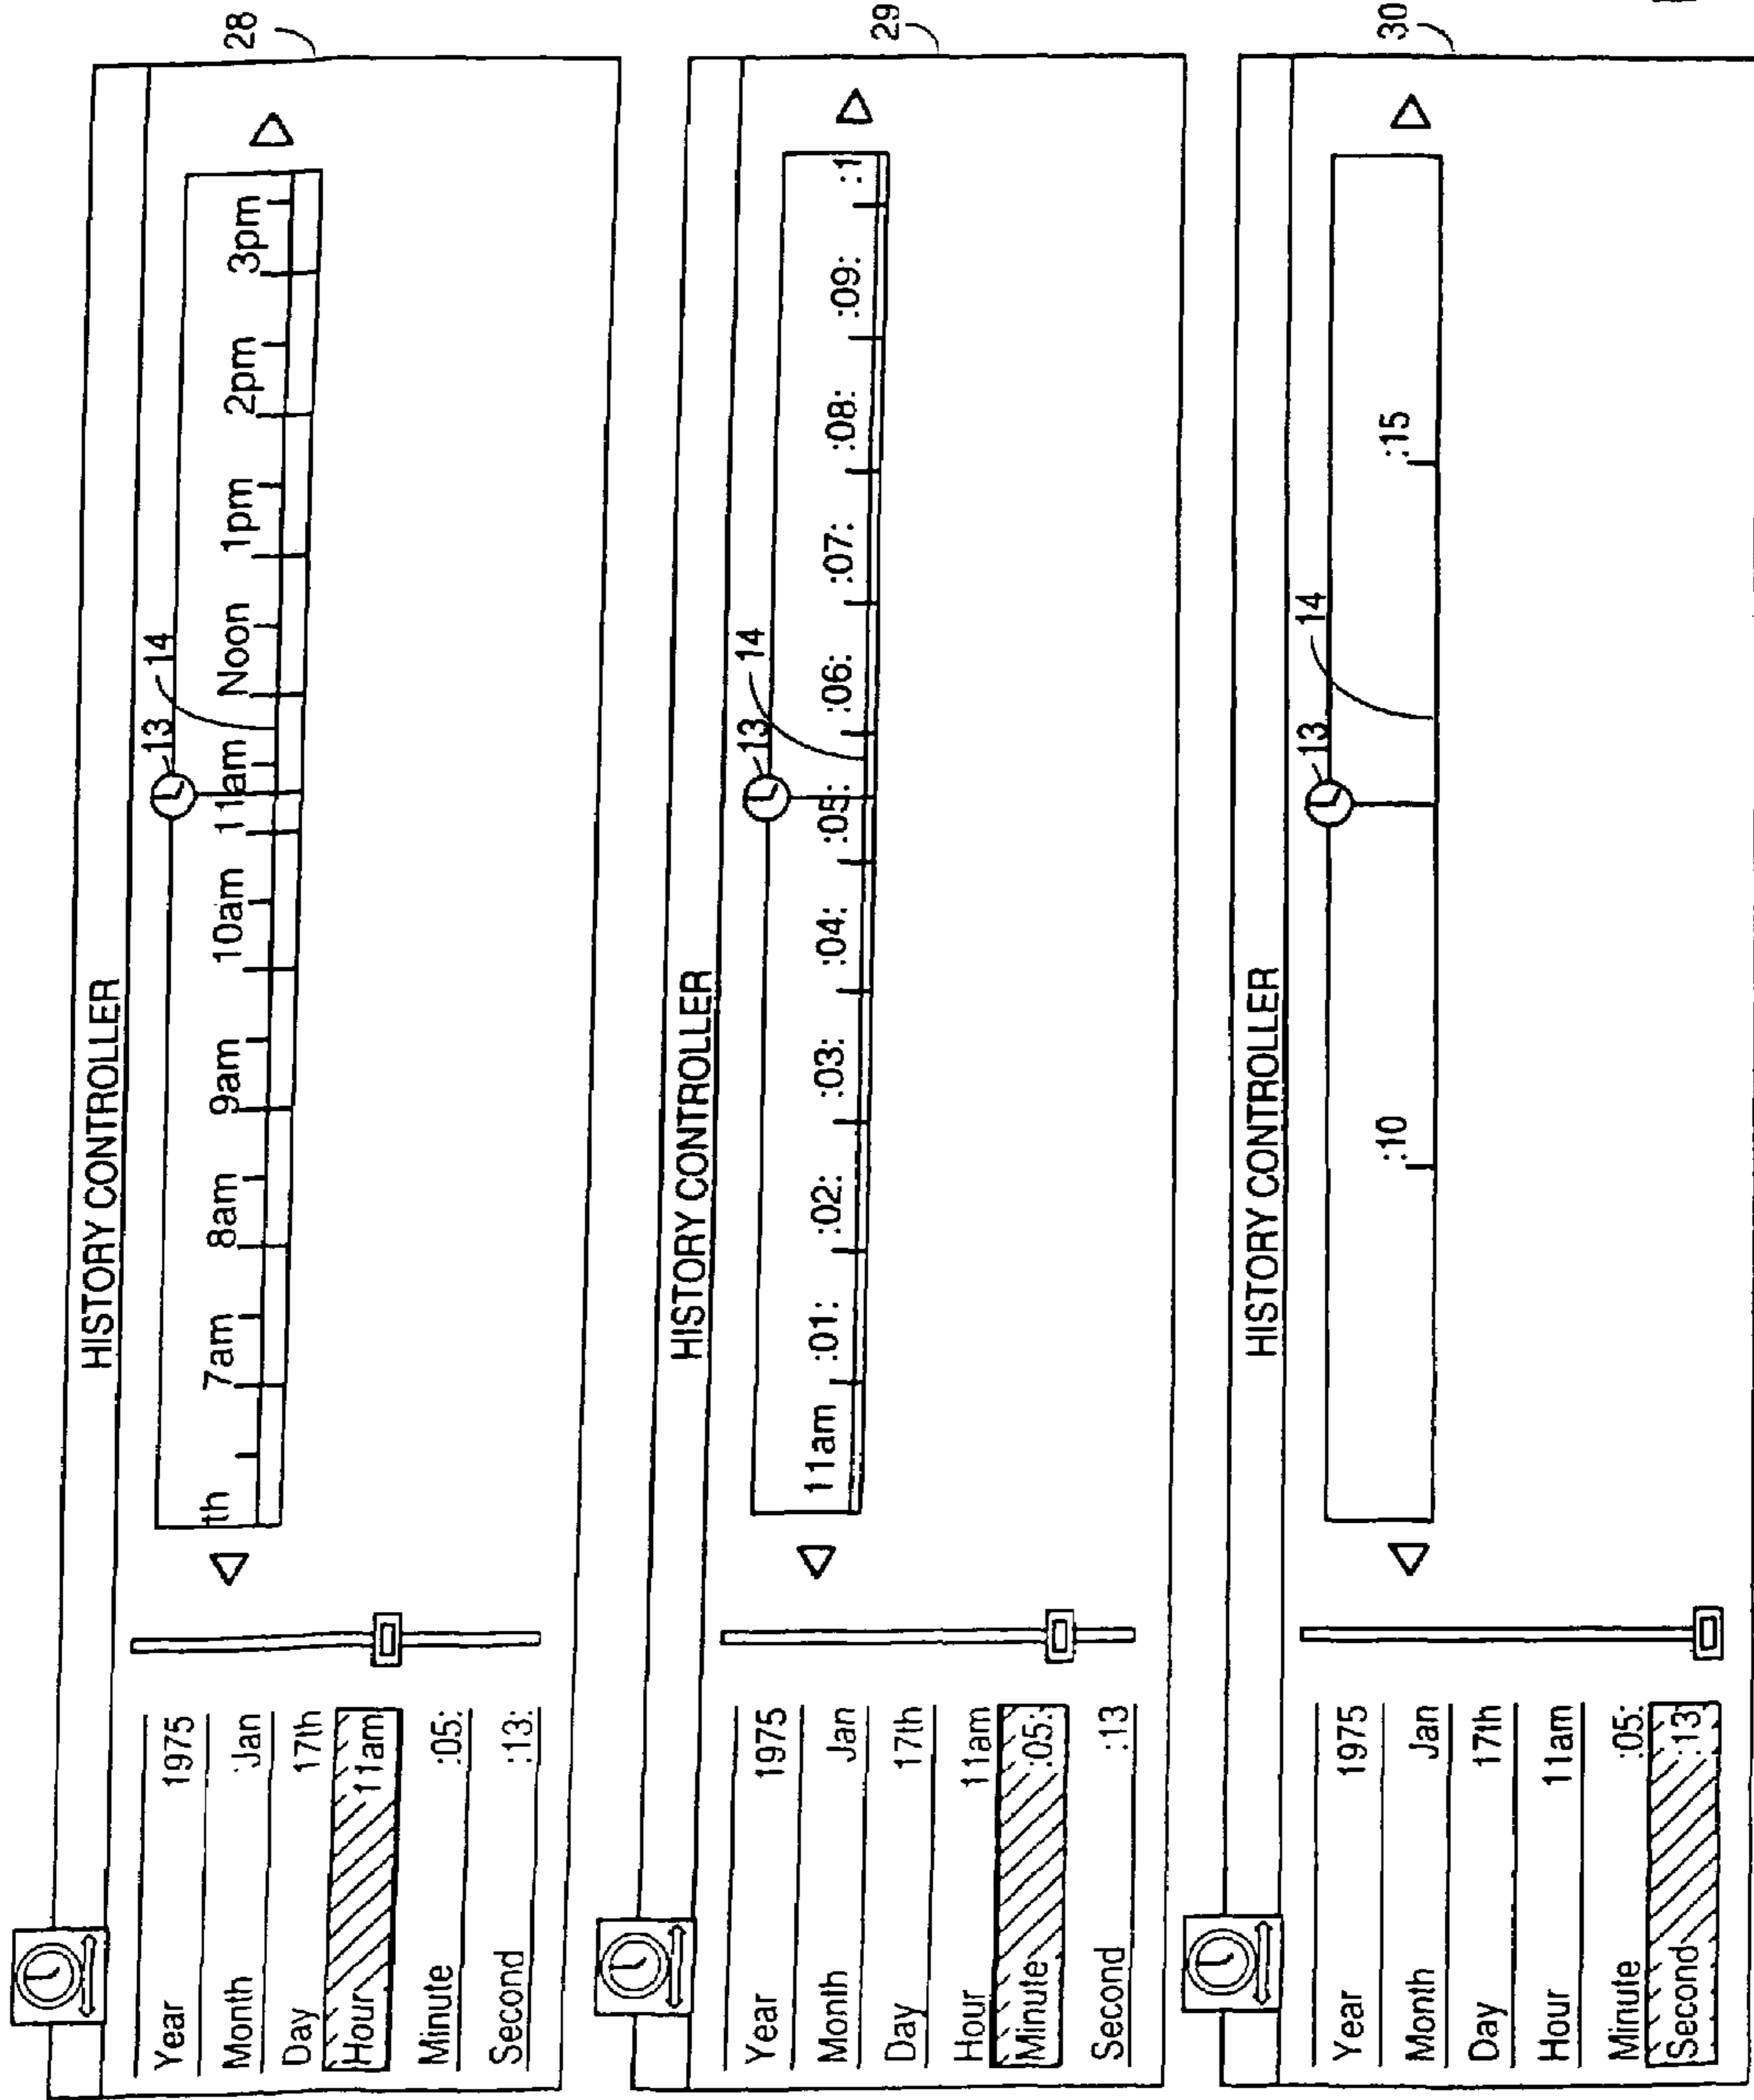 HISTORY CONTROLLER
28
Year 1975
Month Jan
Day 17th
Hour 11am
Minute :05:
Second :13:
13
14
th 7am 8am 9am 10am 11am Noon 1pm 2pm 3pm
HISTORY CONTROLLER
29
Year 1975
Month Jan
Day 17th
Hour 11am
Minute :05:
Second :13
13
14
11am :01: :02: :03: :04: :05: :06: :07: :08: :09: :1
HISTORY CONTROLLER
30
Year 1975
Month Jan
Day 17th
Hour 11am
Minute :05:
Second :13
13
14
:10 :15